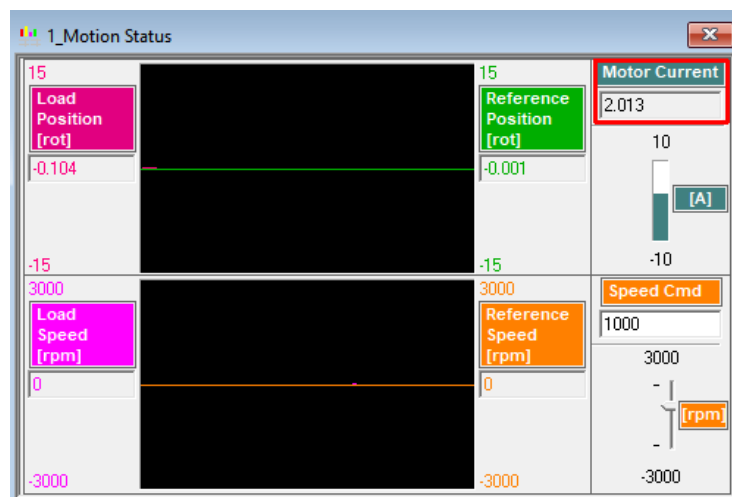 1_Motion Status
15
Load
Position
[rot]
-0.104
-15
15
Reference
Position
[rot]
-0.001
-15
Motor Current
2.013
10
[A]
-10
3000
Load
Speed
[rpm]
0
-3000
3000
Reference
Speed
[rpm]
0
-3000
Speed Cmd
1000
3000
[rpm]
-3000